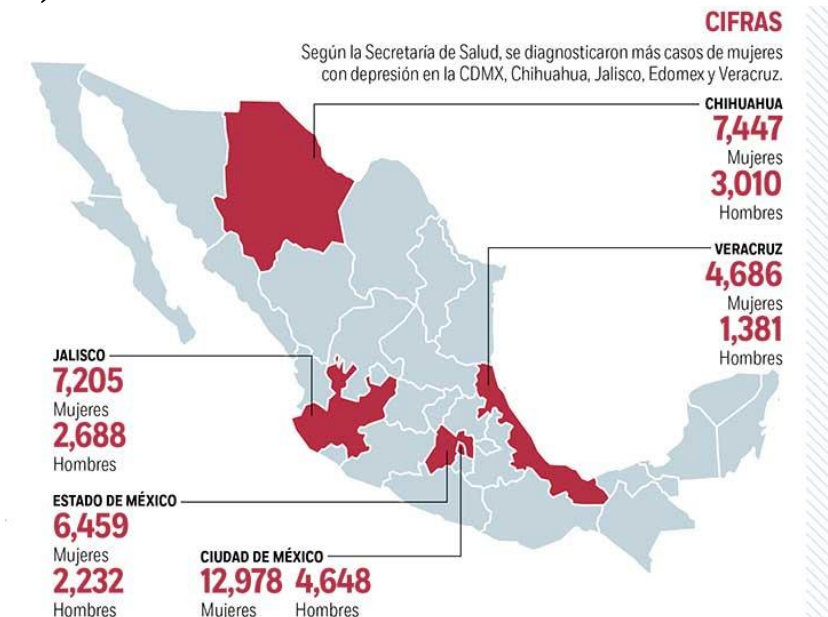 CIFRAS
Según la Secretaría de Salud, se diagnosticaron más casos de mujeres
con depresión en la CDMX, Chihuahua, Jalisco, Edomex y Veracruz.
CHIHUAHUA
7,447
Mujeres
3,010
Hombres
VERACRUZ
4,686
Mujeres
1,381
Hombres
JALISCO
7,205
Mujeres
2,688
Hombres
ESTADO DE MÉXICO
6,459
Mujeres
2,232
Hombres
CIUDAD DE MÉXICO
12,978 4,648
Mujeres Hombres